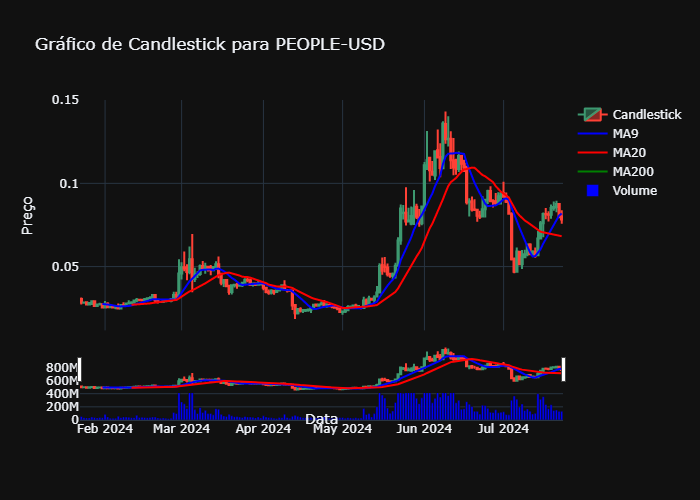 Gráfico de Candlestick para PEOPLE-USD
0.15
0.1
0.05
Preço
Candlestick
MA9
MA20
MA200
Volume
800M
600M
400M
200M
0
Feb 2024
Mar 2024
Apr 2024
May 2024
Jun 2024
Jul 2024
Data